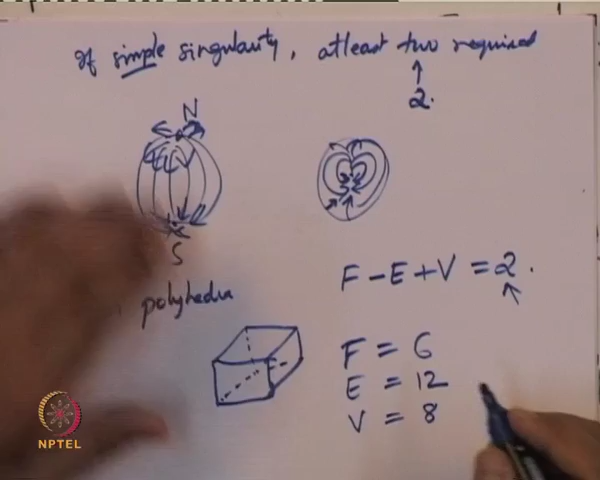 If simple singularity, atleast two required
2.
N
S
polyhedra
F - E + V = 2.
F = 6
E = 12
V = 8
NPTEL